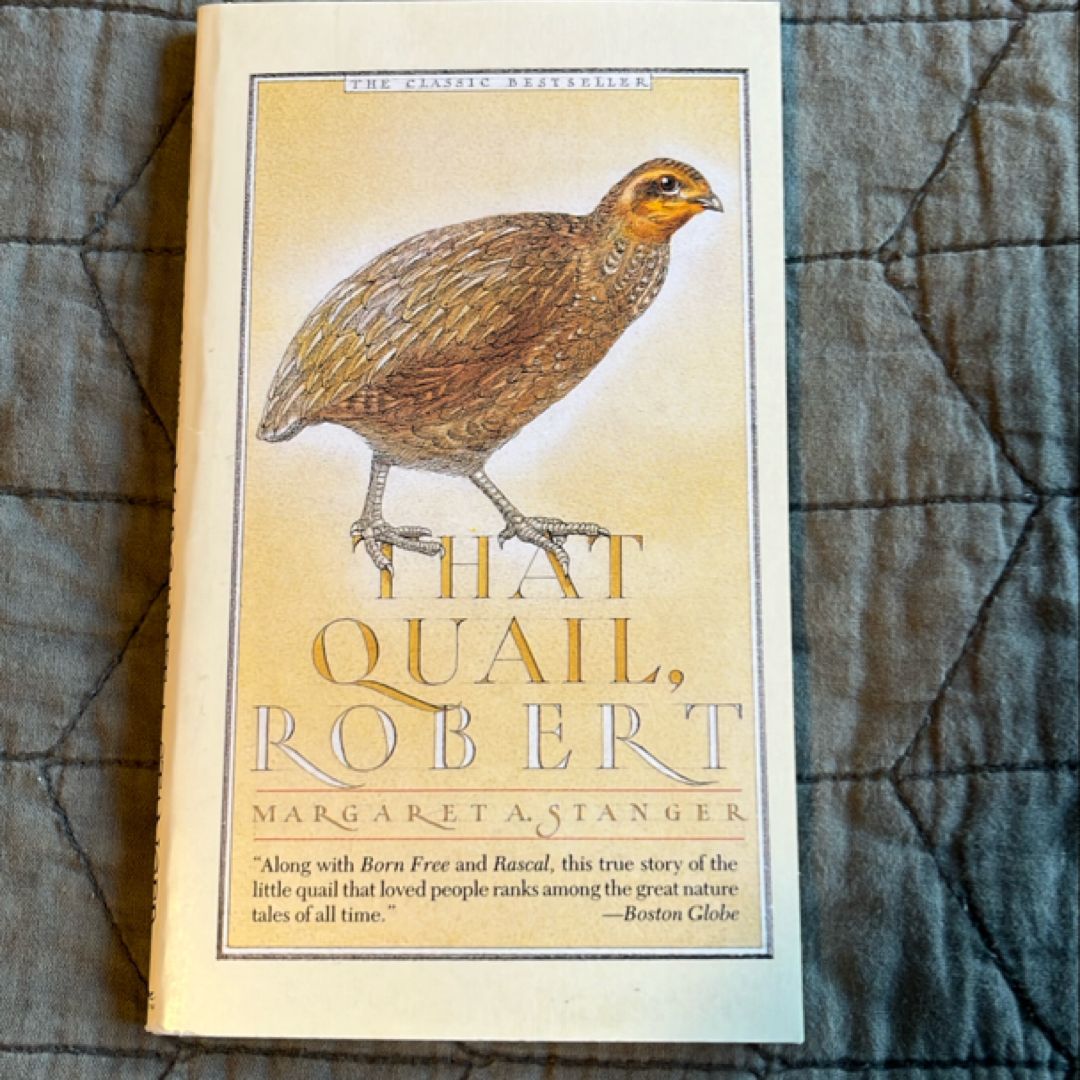 THE CLASSIC BESTSELLER
THAT
QUAIL,
ROBERT
MARGARET A. STANGER
“Along with Born Free and Rascal, this true story of the
little quail that loved people ranks among the great nature
tales of all time.”
—Boston Globe